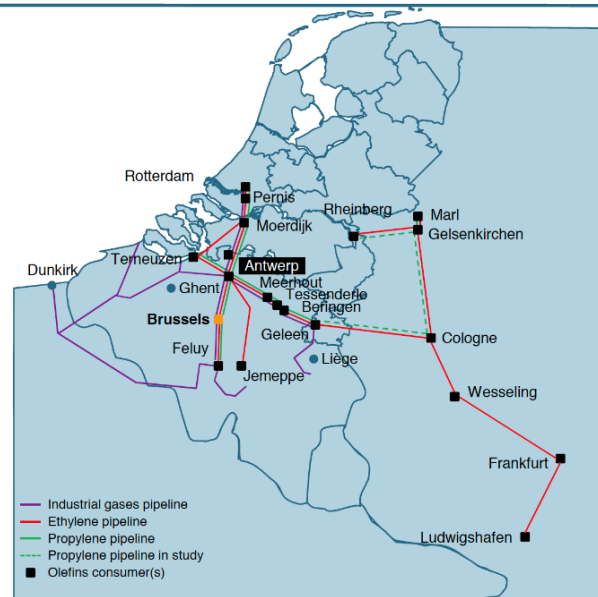 Rotterdam
Pernis
Rheinberg
Marl
Moerdijk
Gelsenkirchen
Terneuzen
Antwerp
Dunkirk
Meerhout
Ghent
Tessenderle
Beringen
Brussels
Geleen
Cologne
Feluy
Liège
Jemeppe
Wesseling
Frankfurt
Ludwigshafen
Industrial gases pipeline
Ethylene pipeline
Propylene pipeline
Propylene pipeline in study
Olefins consumer(s)